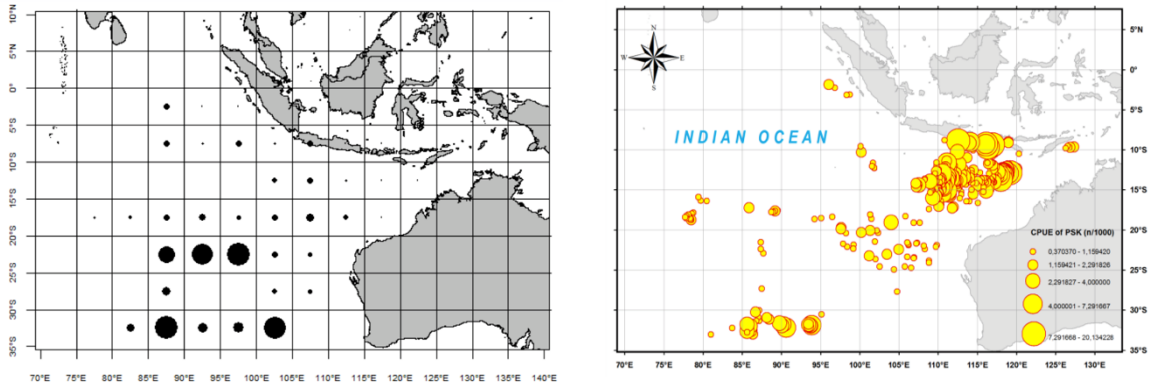 10°N
5°N
0°
5°S
10°S
15°S
20°S
25°S
30°S
35°S
70°E 75°E 80°E 85°E 90°E 95°E 100°E 105°E 110°E 115°E 120°E 125°E 130°E 135°E 140°E
N
W E
S
INDIAN OCEAN
5°N
0°
5°S
10°S
15°S
20°S
25°S
30°S
35°S
CPUE of PSK (n/1000)
0,370370 - 1,159420
1,159421 - 2,291826
2,291827 - 4,000000
4,000001 - 7,291667
7,291668 - 20,134228
70°E 75°E 80°E 85°E 90°E 95°E 100°E 105°E 110°E 115°E 120°E 125°E 130°E